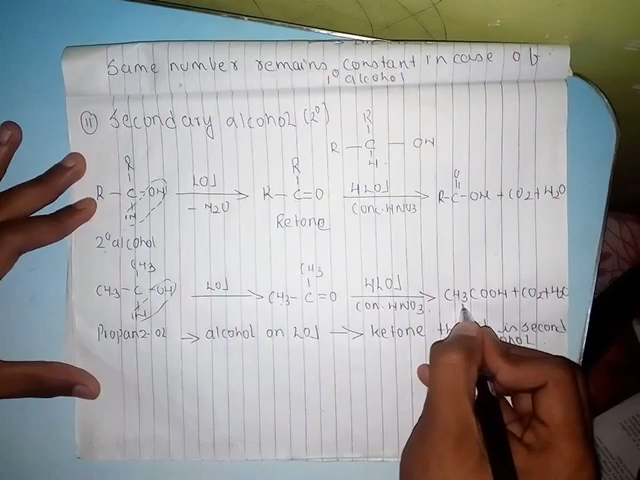 Same number remains constant in case of
1° alcohol
(ii) Secondary alcohol (2°)
R
R — C — OH
H
R
R — C — OH
H
[O]
- H2O
R
R — C = O
Ketone
4[O]
Conc. HNO3
O
R - C - OH + CO2 + H2O
2° alcohol
CH3
CH3 — C — OH
H
[O]
CH3
CH3 — C = O
4[O]
Con. HNO3
CH3COOH + CO2 + H2O
Propan 2-ol → alcohol on [O] → ketone
is second